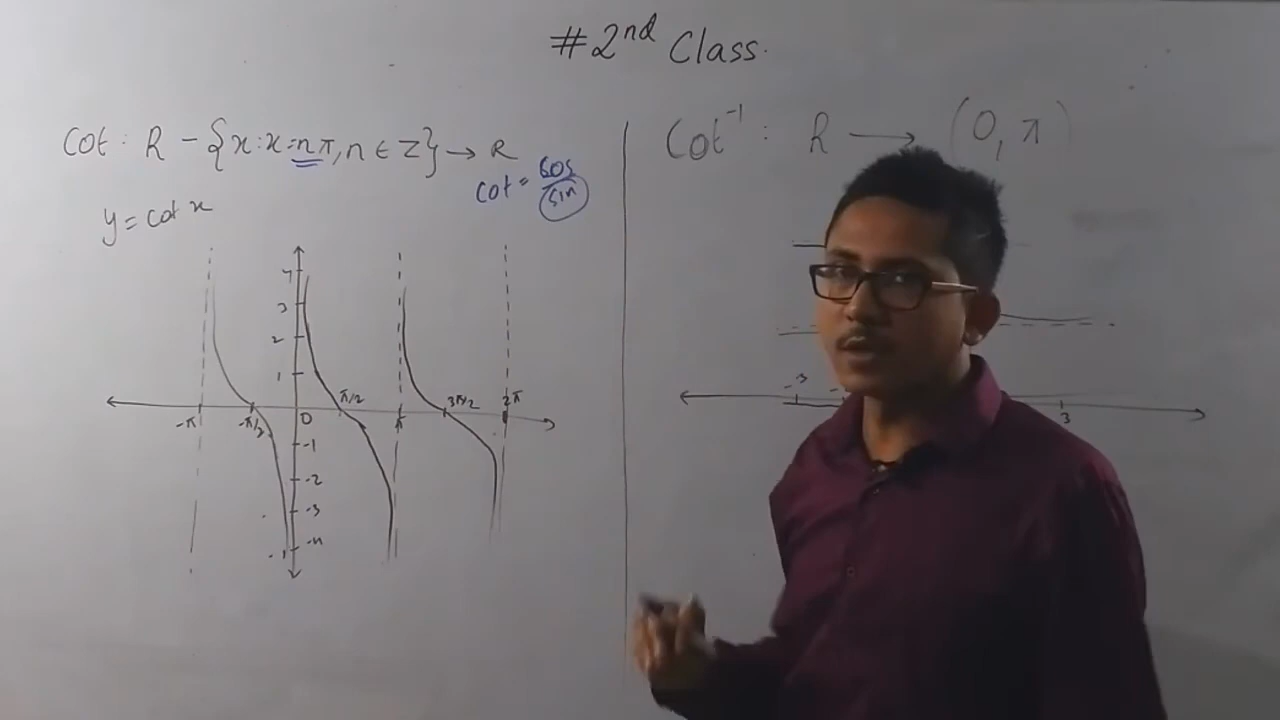 #2nd Class.
Cot : R - {x : x = nπ, n ∈ Z} → R
cot = cos/sin
y = cot x
4
3
2
1
-π -π/2 0 π/2 π 3π/2 2π
-1
-2
-3
-4
Cot⁻¹ : R → (0, π)
-3 3